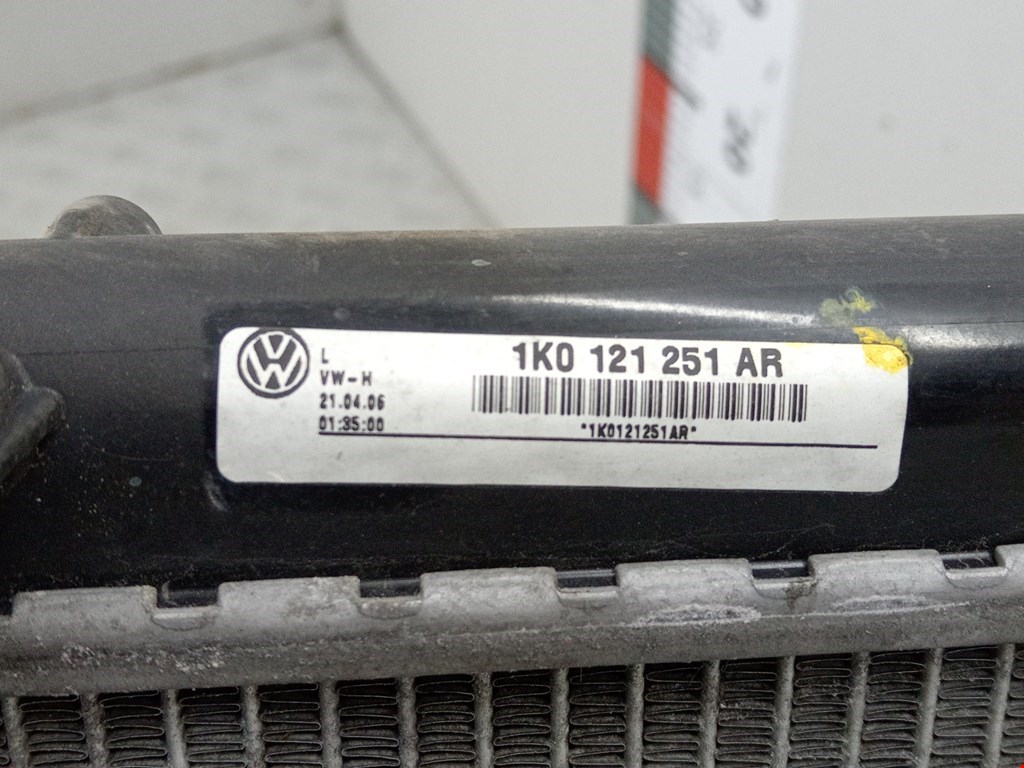 L
VW-H
21.04.06
01:35:00
1K0 121 251 AR
*1K0121251AR*